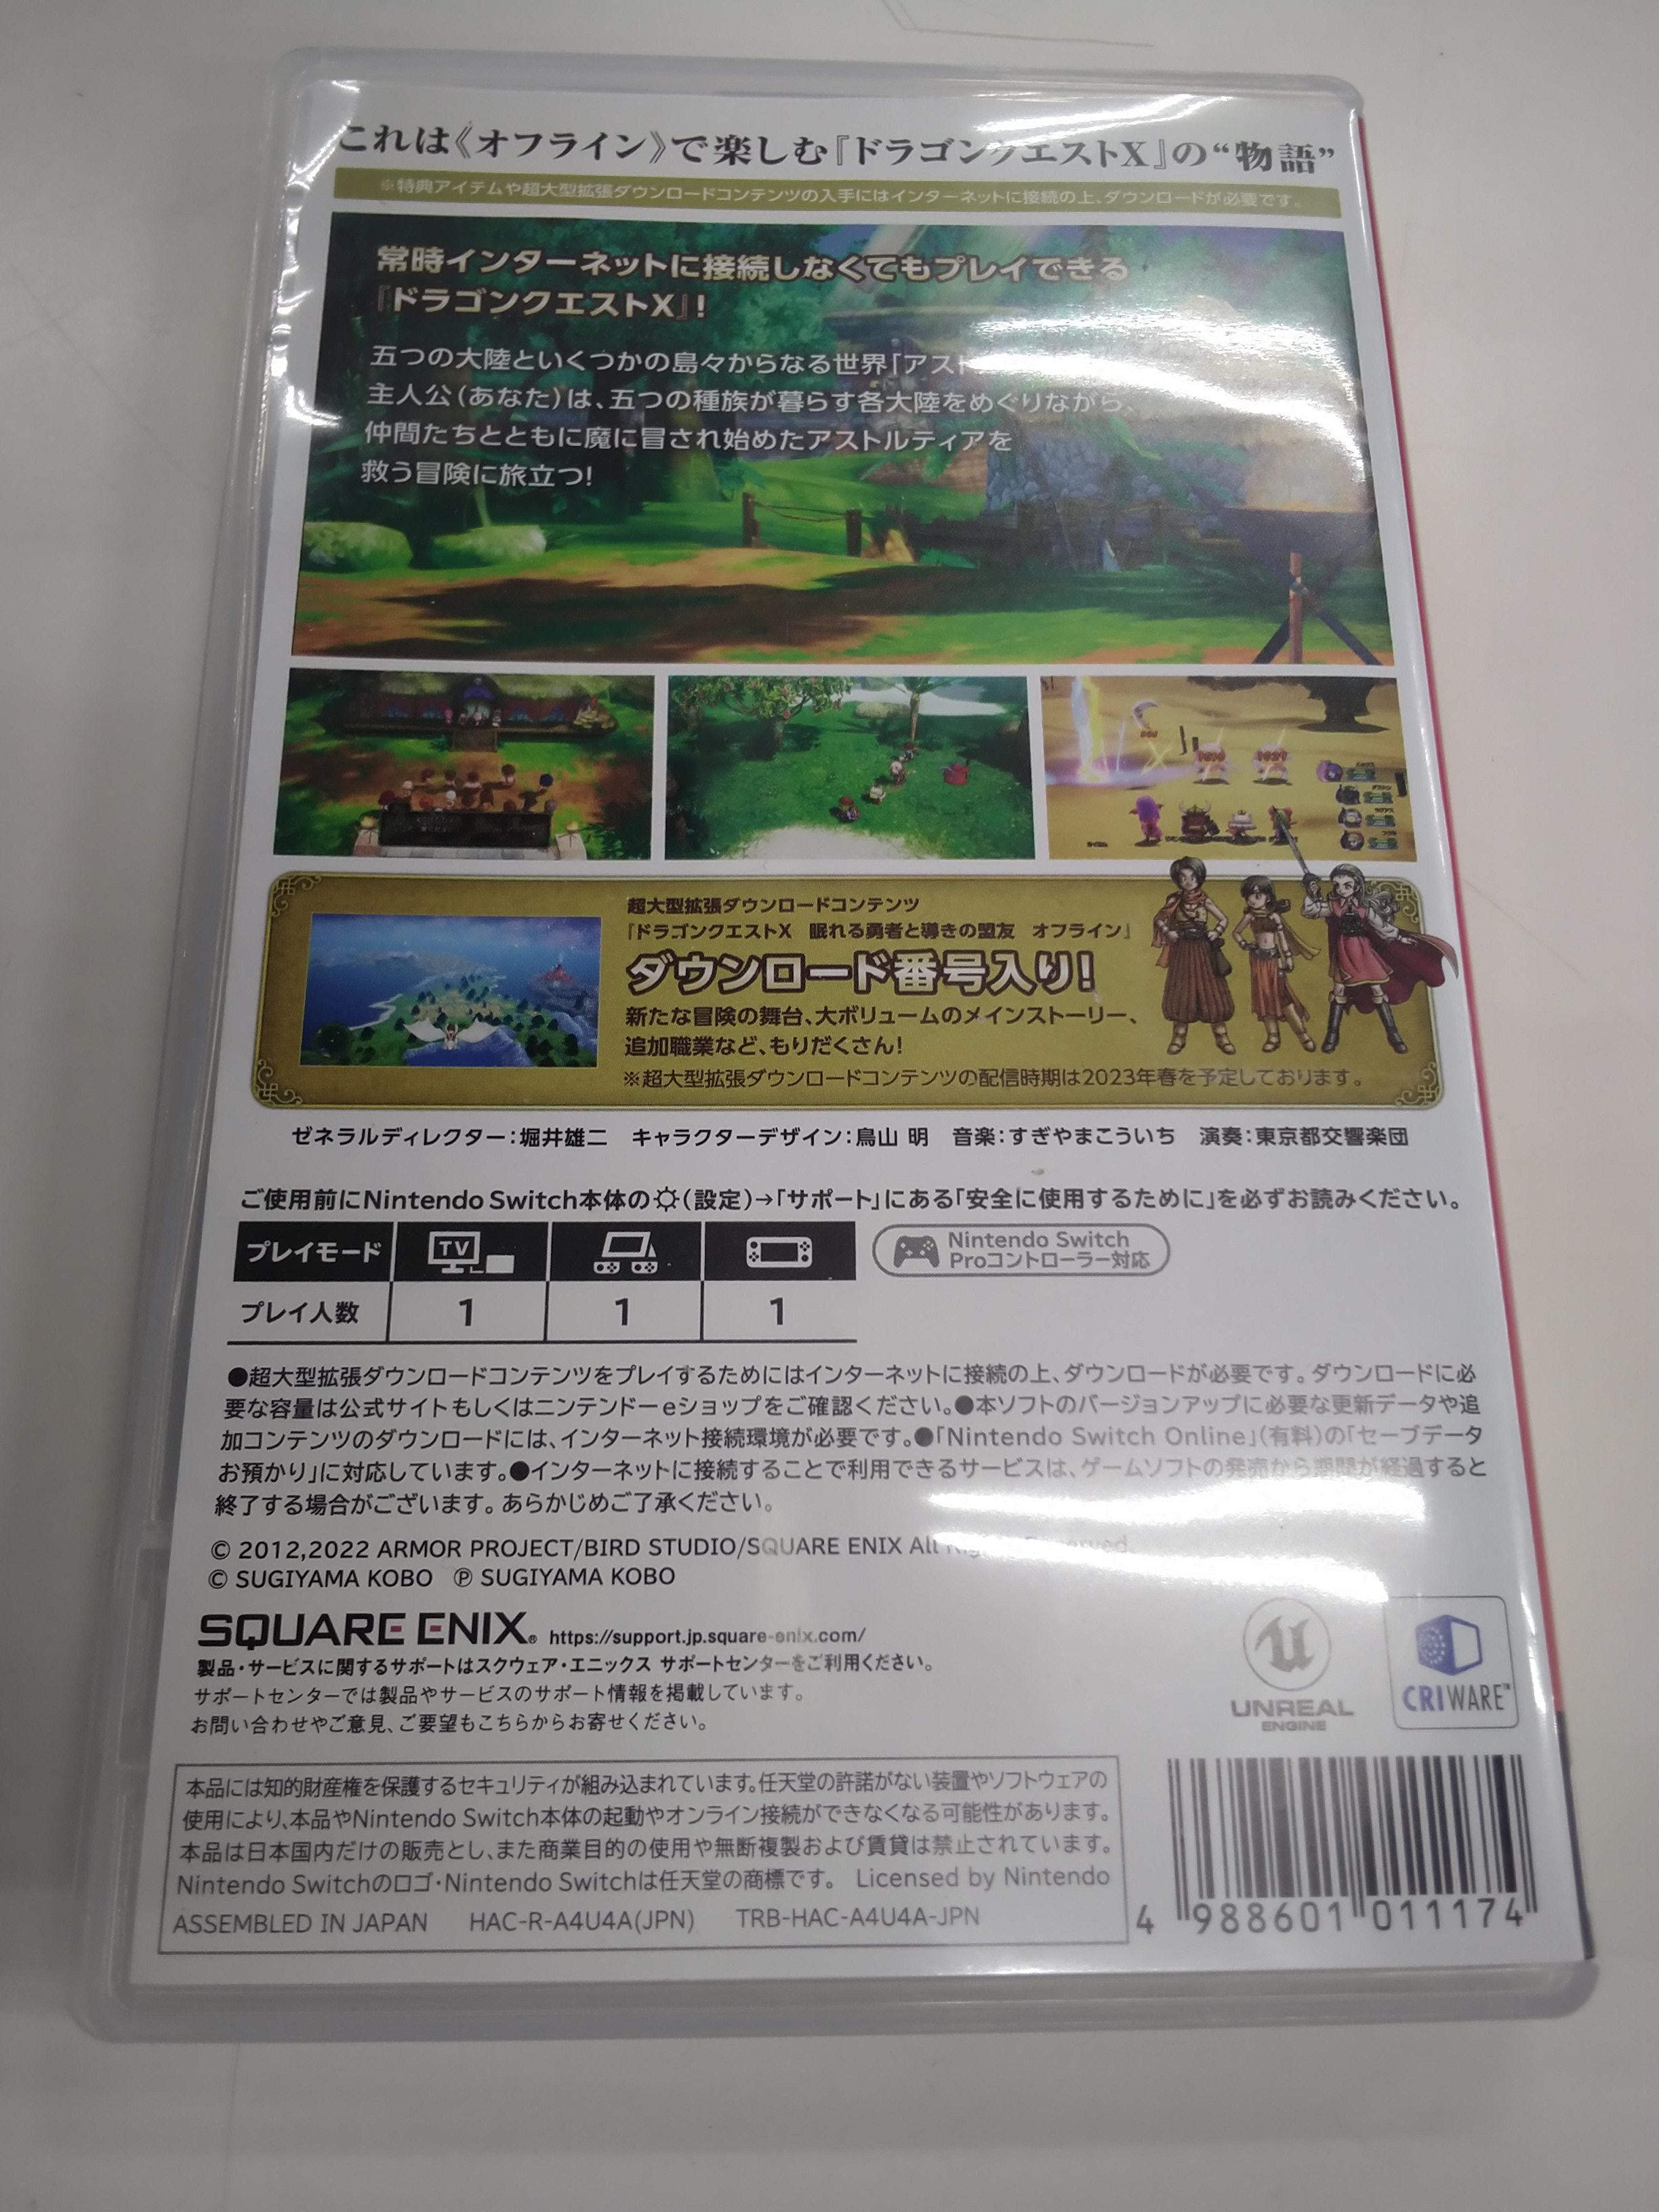 これは《オフライン》で楽しむ『ドラゴンクエストX』の“物語”
※特典アイテムや超大型拡張ダウンロードコンテンツの入手にはインターネットに接続の上、ダウンロードが必要です。
常時インターネットに接続しなくてもプレイできる
『ドラゴンクエストX』!
五つの大陸といくつかの島々からなる世界「アスト
主人公(あなた)は、五つの種族が暮らす各大陸をめぐりながら、
仲間たちとともに魔に冒され始めたアストルティアを
救う冒険に旅立つ!
超大型拡張ダウンロードコンテンツ
『ドラゴンクエストX 眠れる勇者と導きの盟友 オフライン』
ダウンロード番号入り!
新たな冒険の舞台、大ボリュームのメインストーリー、
追加職業など、もりだくさん!
※超大型拡張ダウンロードコンテンツの配信時期は2023年春を予定しております。
ゼネラルディレクター:堀井雄二 キャラクターデザイン:鳥山 明 音楽:すぎやまこういち 演奏:東京都交響楽団
ご使用前にNintendo Switch本体の(設定)→「サポート」にある「安全に使用するために」を必ずお読みください。
プレイモード TV
Nintendo Switch
Proコントローラー対応
プレイ人数 1 1 1
●超大型拡張ダウンロードコンテンツをプレイするためにはインターネットに接続の上、ダウンロードが必要です。ダウンロードに必
要な容量は公式サイトもしくはニンテンドーeショップをご確認ください。●本ソフトのバージョンアップに必要な更新データや追
加コンテンツのダウンロードには、インターネット接続環境が必要です。●「Nintendo Switch Online」(有料)の「セーブデータ
お預かり」に対応しています。●インターネットに接続することで利用できるサービスは、ゲームソフトの発売から期間が経過すると
終了する場合がございます。あらかじめご了承ください。
© 2012,2022 ARMOR PROJECT/BIRD STUDIO/SQUARE ENIX All Rights Reserved.
© SUGIYAMA KOBO ℗ SUGIYAMA KOBO
SQUARE ENIX® https://support.jp.square-enix.com/
製品・サービスに関するサポートはスクウェア・エニックス サポートセンターをご利用ください。
サポートセンターでは製品やサービスのサポート情報を掲載しています。
お問い合わせやご意見、ご要望もこちらからお寄せください。
UNREAL
ENGINE
CRIWARE™
本品には知的財産権を保護するセキュリティが組み込まれています。任天堂の許諾がない装置やソフトウェアの
使用により、本品やNintendo Switch本体の起動やオンライン接続ができなくなる可能性があります。
本品は日本国内だけの販売とし、また商業目的の使用や無断複製および賃貸は禁止されています。
Nintendo Switchのロゴ・Nintendo Switchは任天堂の商標です。 Licensed by Nintendo
ASSEMBLED IN JAPAN HAC-R-A4U4A(JPN) TRB-HAC-A4U4A-JPN
4 988601 011174